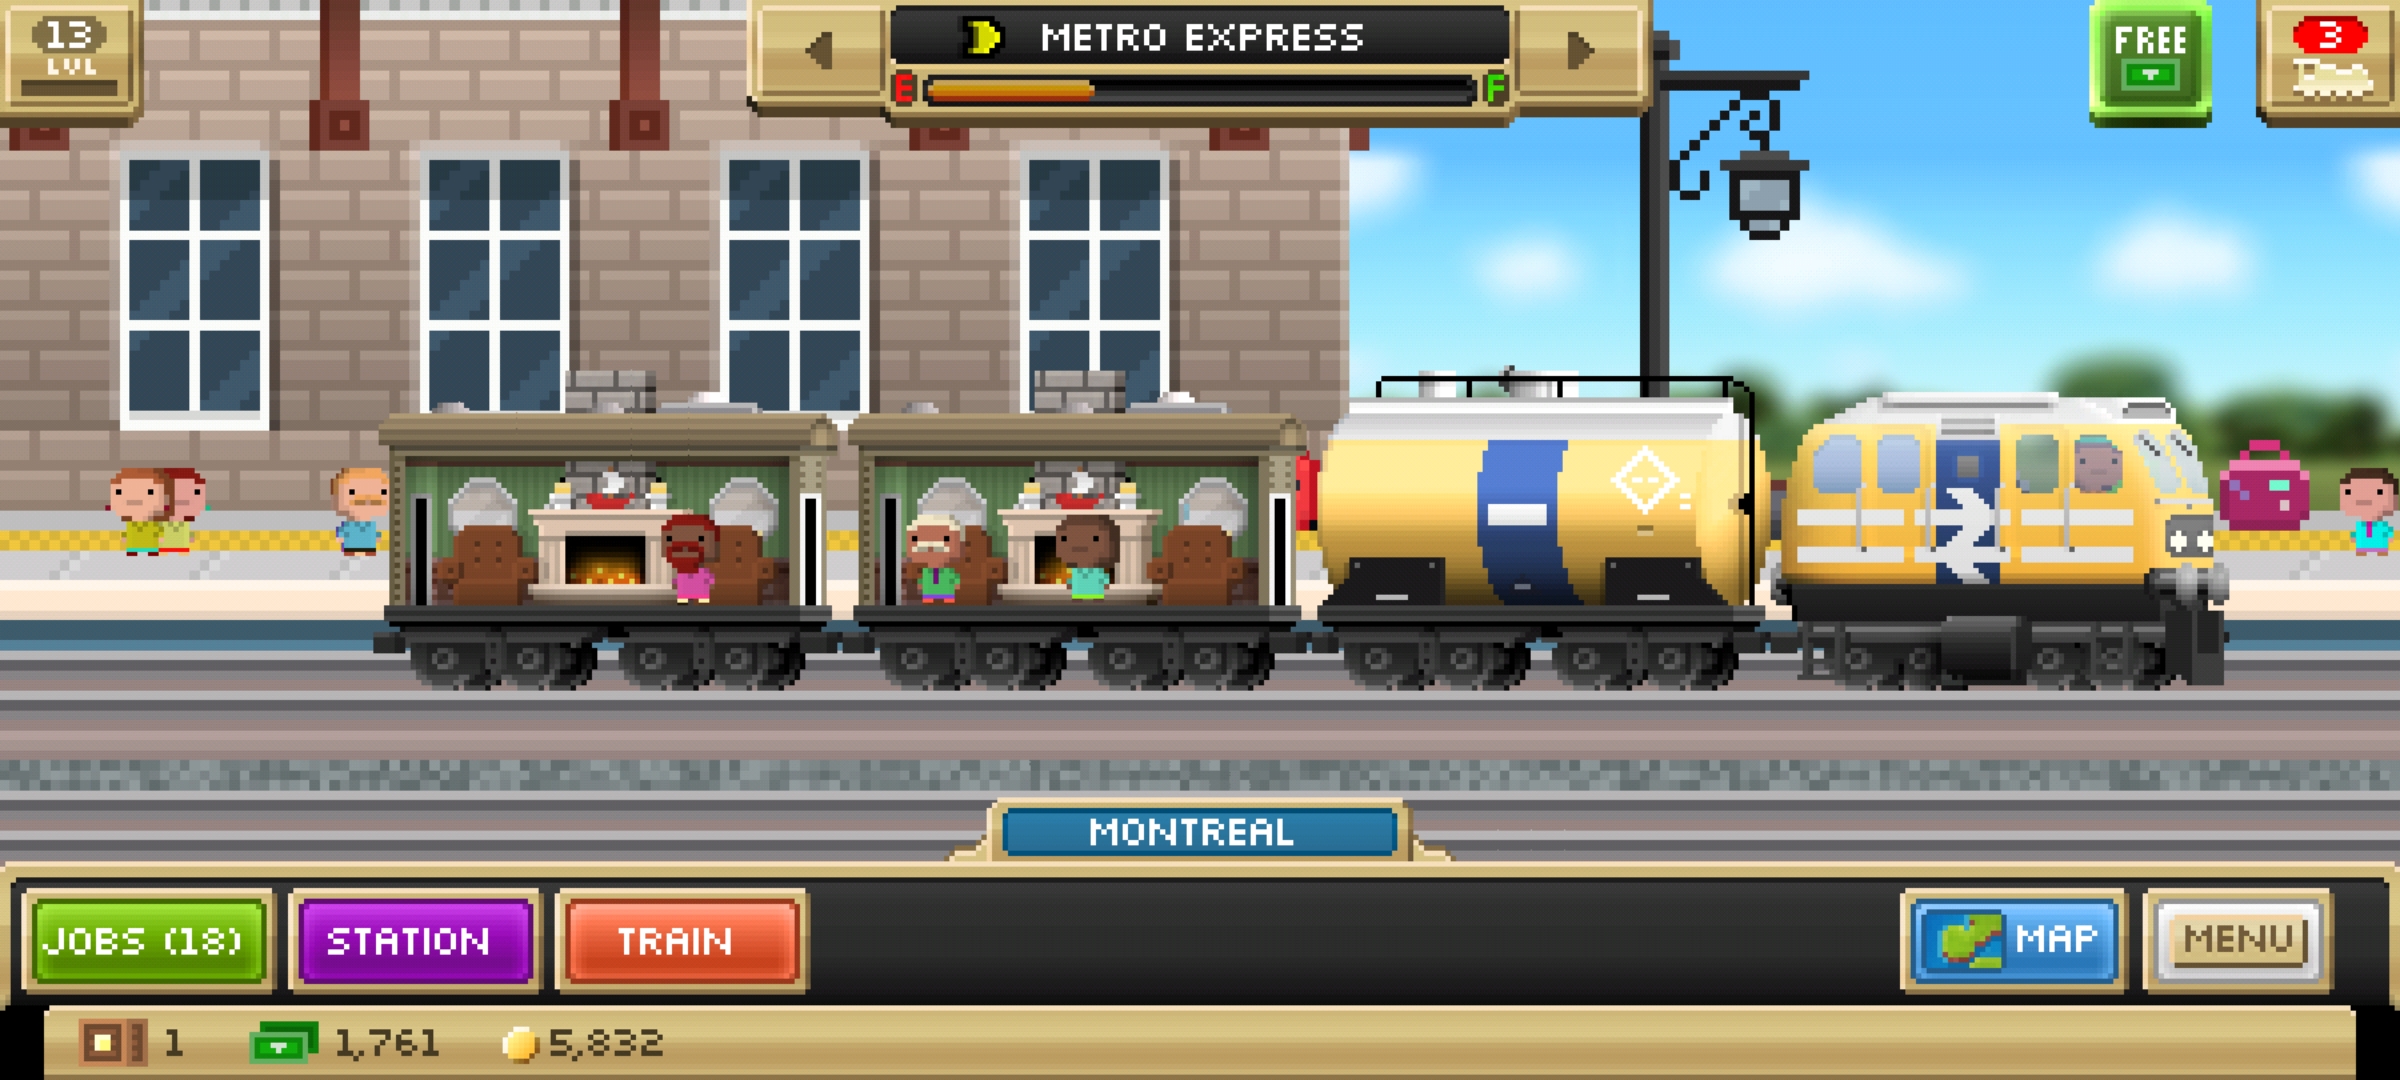 13
LVL
METRO EXPRESS
E
F
FREE
3
MONTREAL
JOBS (18)
STATION
TRAIN
MAP
MENU
1
1,761
5,832